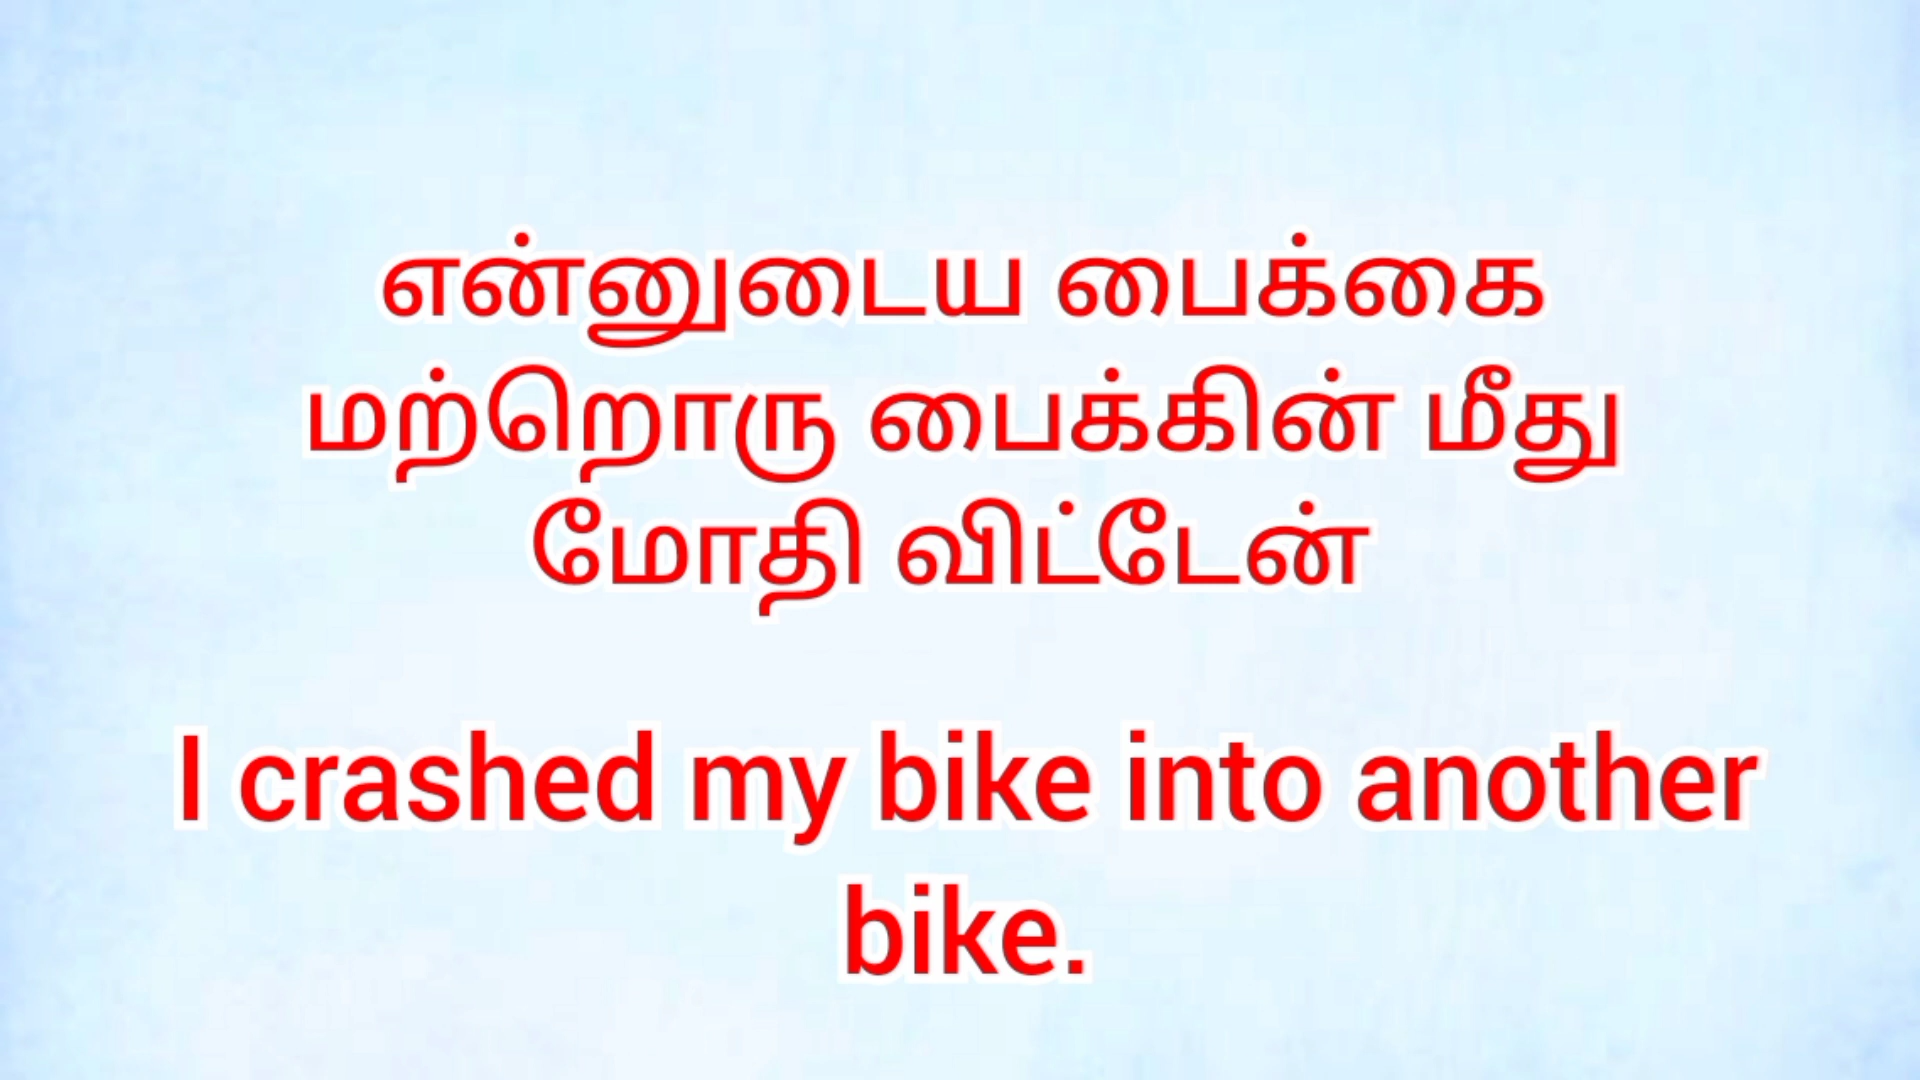 என்னுடைய பைக்கை
மற்றொரு பைக்கின் மீது
மோதி விட்டேன்
I crashed my bike into another
bike.